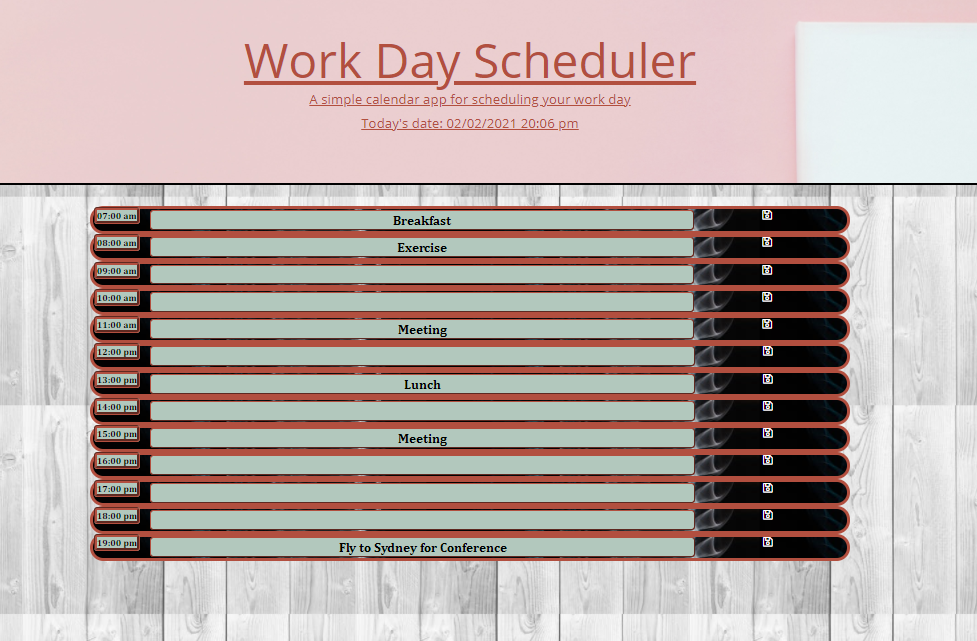 Work Day Scheduler
A simple calendar app for scheduling your work day
Today's date: 02/02/2021 20:06 pm
07:00 am Breakfast
08:00 am Exercise
09:00 am
10:00 am
11:00 am Meeting
12:00 pm
13:00 pm Lunch
14:00 pm
15:00 pm Meeting
16:00 pm
17:00 pm
18:00 pm
19:00 pm Fly to Sydney for Conference